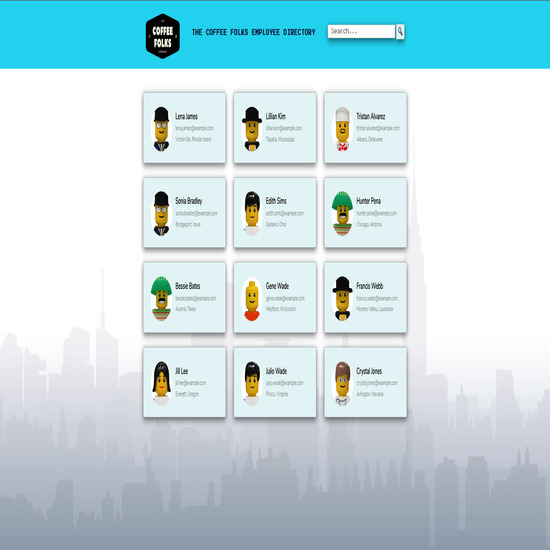 COFFEE
FOLKS
THE COFFEE FOLKS EMPLOYEE DIRECTORY
Search...
Lena James
lena.james@example.com
Victorville, Rhode Island
Lillian Kim
lillian.kim@example.com
Topeka, Mississippi
Tristan Alvarez
tristan.alvarez@example.com
Albany, Delaware
Sonia Bradley
sonia.bradley@example.com
Bridgeport, Iowa
Edith Sims
edith.sims@example.com
Garland, Ohio
Hunter Pena
hunter.pena@example.com
Chicago, Arizona
Bessie Bates
bessie.bates@example.com
Aurora, Texas
Gene Wade
gene.wade@example.com
Medford, Wisconsin
Francis Webb
francis.webb@example.com
Moreno Valley, Louisiana
Jill Lee
jill.lee@example.com
Everett, Oregon
Julio Wade
julio.wade@example.com
Frisco, Virginia
Crystal Jones
crystal.jones@example.com
Arlington, Nevada